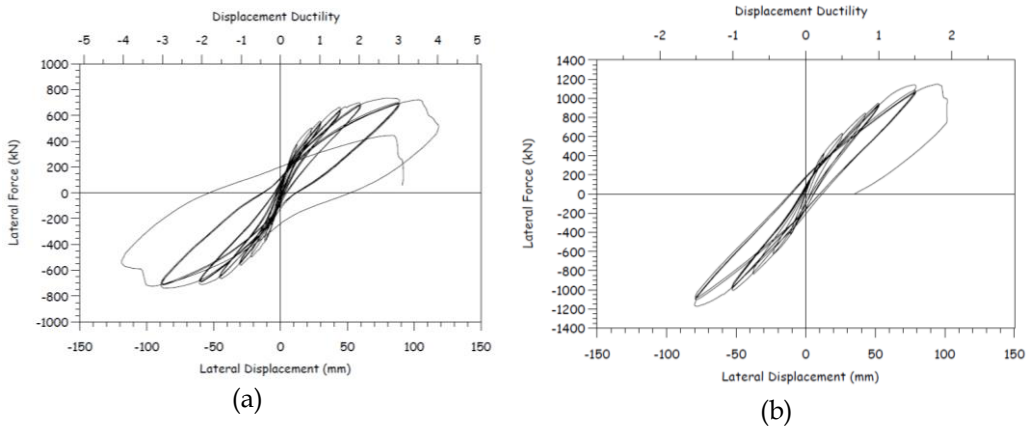 Displacement Ductility
-5 -4 -3 -2 -1 0 1 2 3 4 5
1000
800
600
400
200
0
-200
-400
-600
-800
-1000
Lateral Force (kN)
-150 -100 -50 0 50 100 150
Lateral Displacement (mm)
(a)
Displacement Ductility
-2 -1 0 1 2
1400
1200
1000
800
600
400
200
0
-200
-400
-600
-800
-1000
-1200
-1400
Lateral Force (kN)
-150 -100 -50 0 50 100 150
Lateral Displacement (mm)
(b)